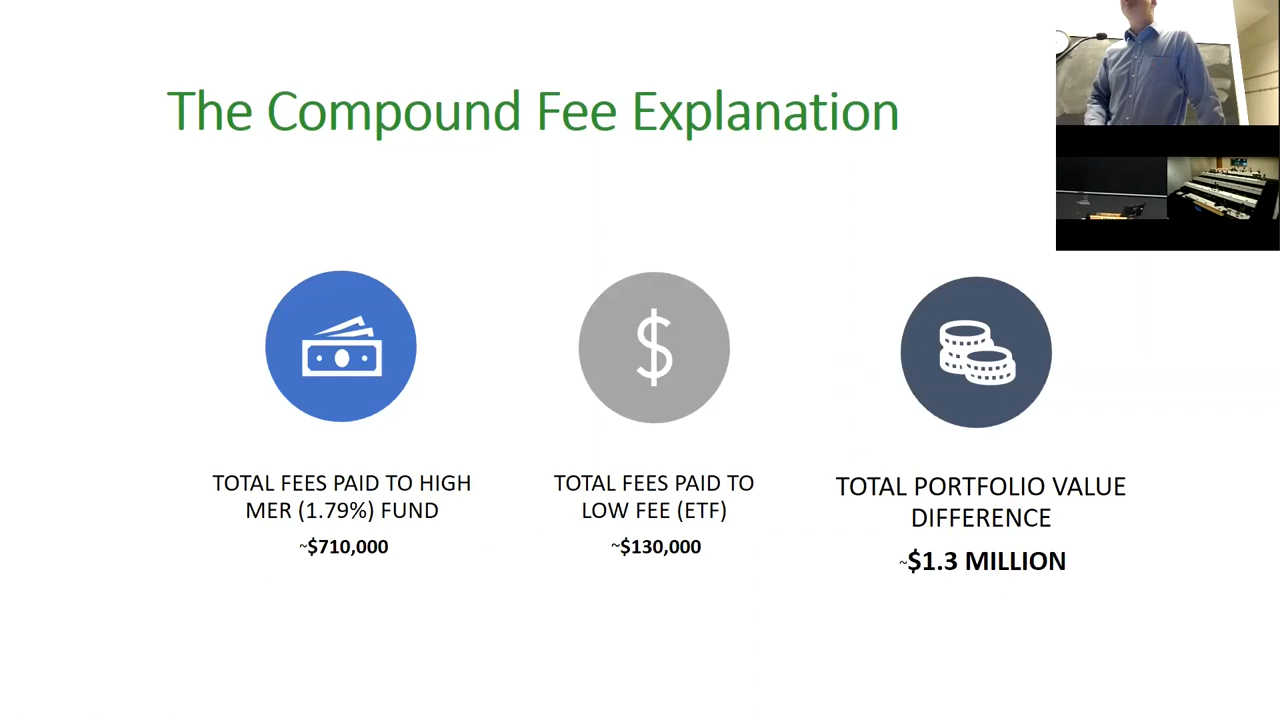 The Compound Fee Explanation
TOTAL FEES PAID TO HIGH
MER (1.79%) FUND
~$710,000
TOTAL FEES PAID TO
LOW FEE (ETF)
~$130,000
TOTAL PORTFOLIO VALUE
DIFFERENCE
~$1.3 MILLION